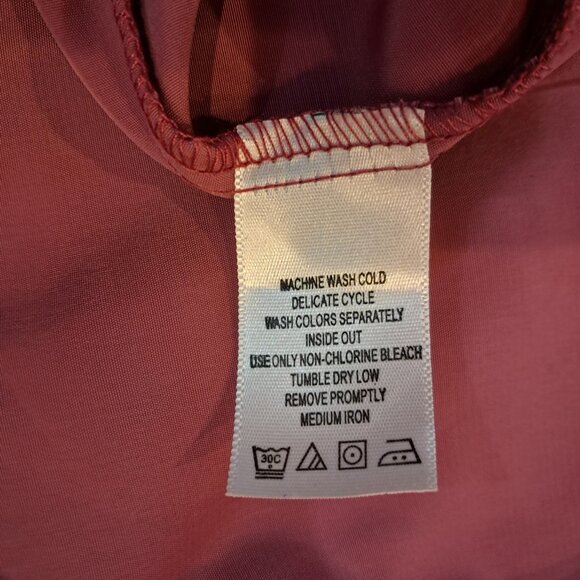 MACHINE WASH COLD
DELICATE CYCLE
WASH COLORS SEPARATELY
INSIDE OUT
USE ONLY NON-CHLORINE BLEACH
TUMBLE DRY LOW
REMOVE PROMPTLY
MEDIUM IRON
30C